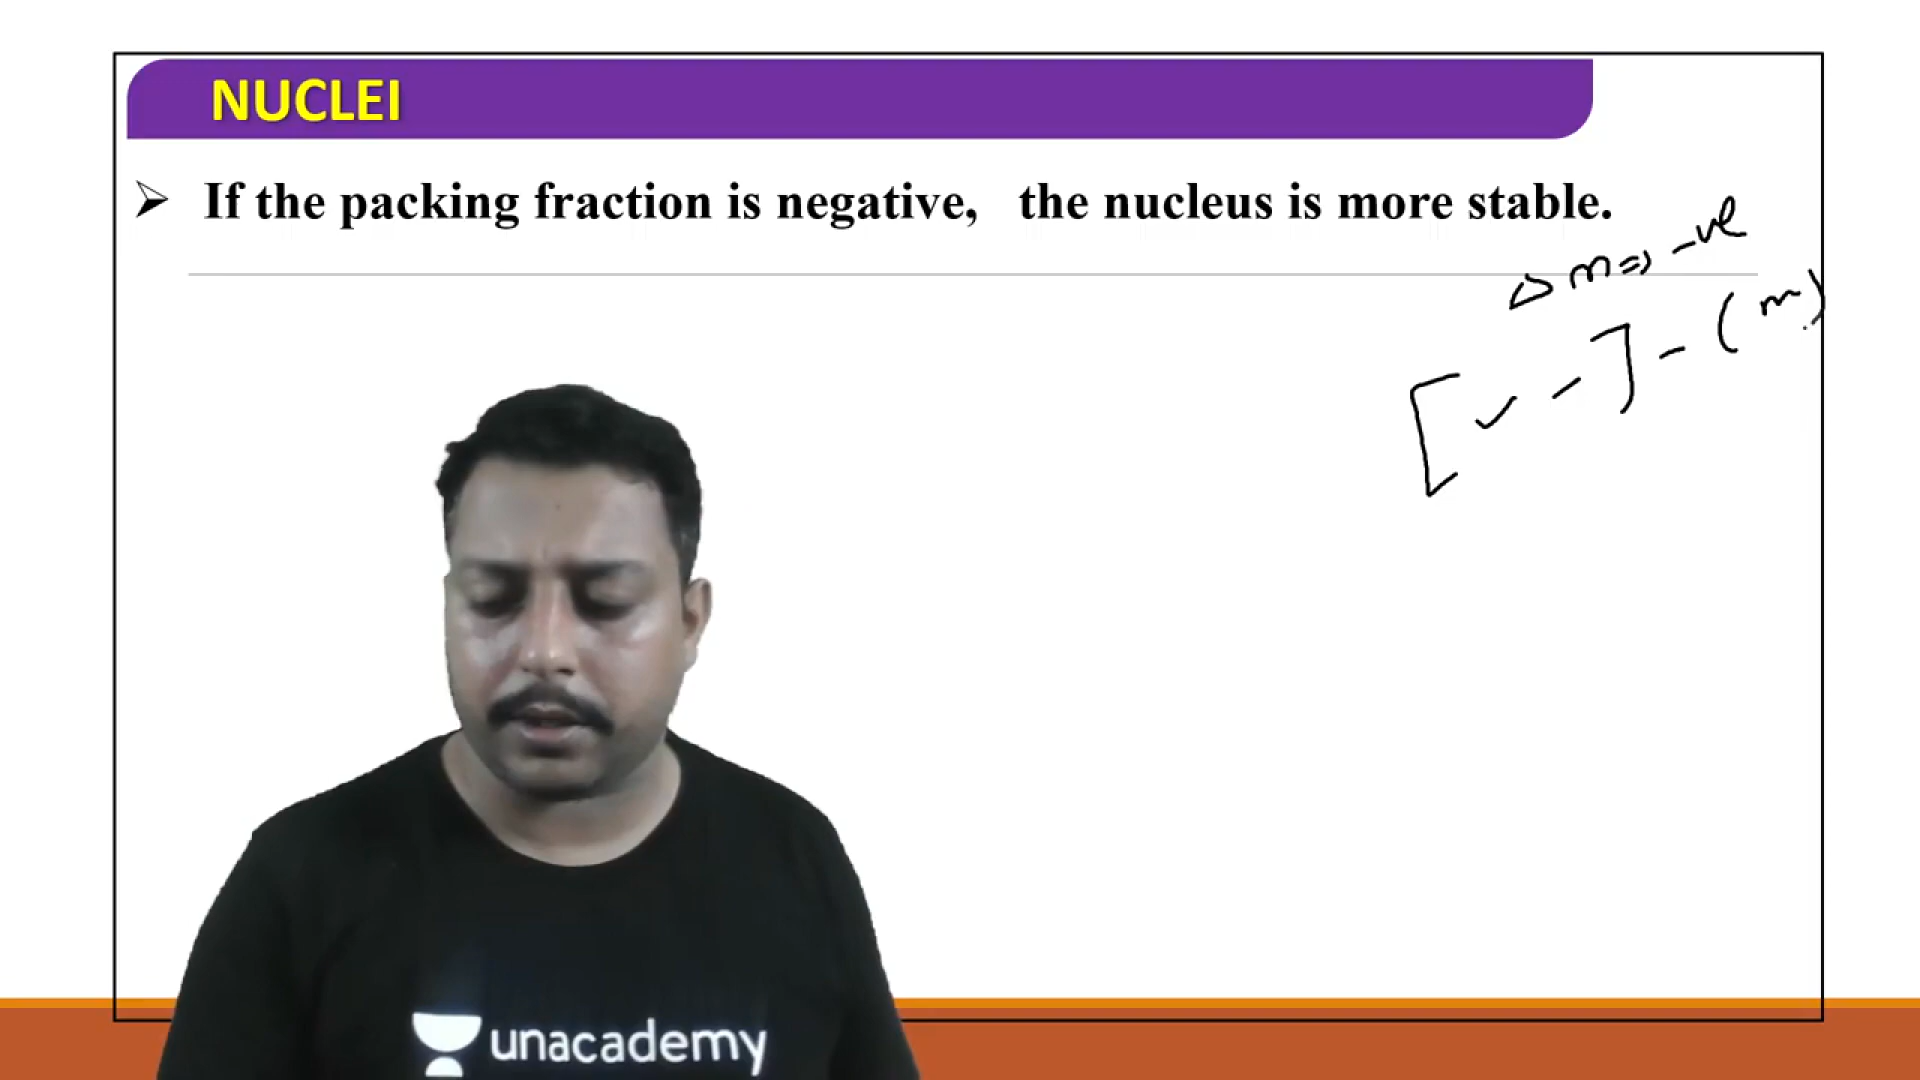 NUCLEI
➢ If the packing fraction is negative, the nucleus is more stable.
Δm ⇒ -ve
[✓ -] - (m)
unacademy